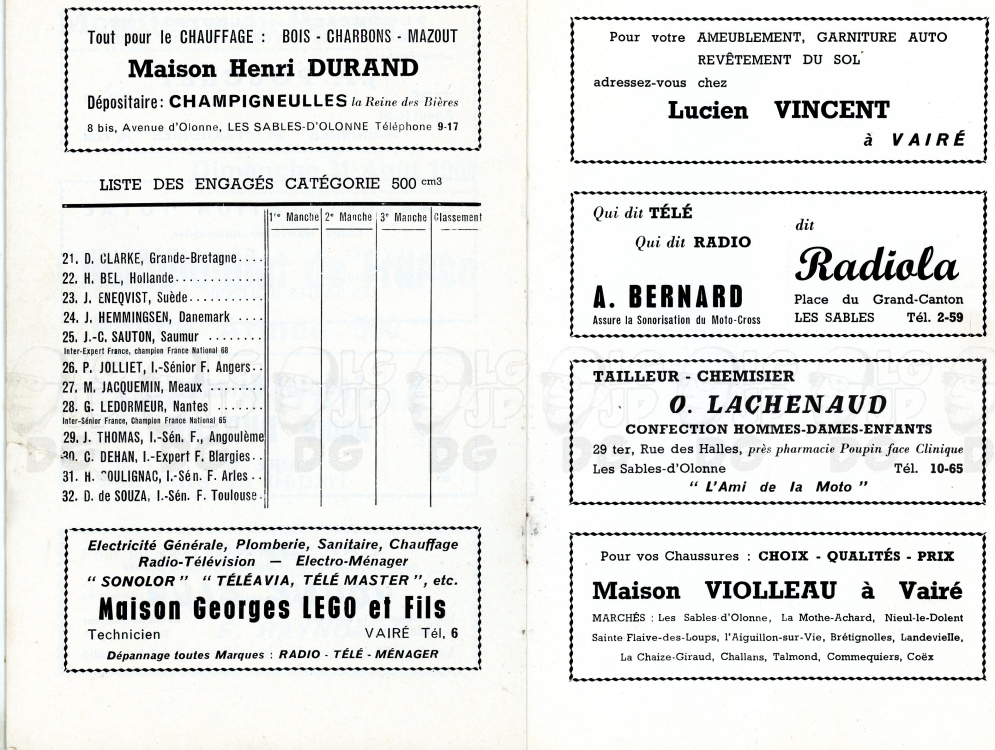 Tout pour le CHAUFFAGE : BOIS - CHARBONS - MAZOUT
Maison Henri DURAND
Dépositaire : CHAMPIGNEULLES la Reine des Bières
8 bis, Avenue d'Olonne, LES SABLES-D'OLONNE Téléphone 9-17
LISTE DES ENGAGÉS CATÉGORIE 500 cm3
1re Manche 2e Manche 3e Manche Classement
21. D. CLARKE, Grande-Bretagne....
22. H. BEL, Hollande...............
23. J. ENEQVIST, Suède...........
24. J. HEMMINGSEN, Danemark ....
25. J.-C. SAUTON, Saumur ........
Inter-Expert France, champion France National 68
26. P. JOLLIET, I.-Sénior F. Angers..
27. M. JACQUEMIN, Meaux ........
28. G. LEDORMEUR, Nantes .......
Inter-Sénior France, Champion France National 65
29. J. THOMAS, I.-Sén. F., Angoulème
30. C. DEHAN, I.-Expert F. Blargies..
31. H. SOULIGNAC, I.-Sén. F. Arles ..
32. D. de SOUZA, I.-Sén. F. Toulouse.
Electricité Générale, Plomberie, Sanitaire, Chauffage
Radio-Télévision — Electro-Ménager
" SONOLOR " " TÉLÉAVIA, TÉLÉ MASTER ", etc.
Maison Georges LEGO et Fils
Technicien VAIRÉ Tél. 6
Dépannage toutes Marques : RADIO - TÉLÉ - MÉNAGER
Pour votre AMEUBLEMENT, GARNITURE AUTO
REVÊTEMENT DU SOL
adressez-vous chez
Lucien VINCENT
à VAIRÉ
Qui dit TÉLÉ
Qui dit RADIO
dit
Radiola
A. BERNARD
Assure la Sonorisation du Moto-Cross
Place du Grand-Canton
LES SABLES Tél. 2-59
TAILLEUR - CHEMISIER
O. LACHENAUD
CONFECTION HOMMES-DAMES-ENFANTS
29 ter, Rue des Halles, près pharmacie Poupin face Clinique
Les Sables-d'Olonne Tél. 10-65
" L'Ami de la Moto "
Pour vos Chaussures : CHOIX - QUALITÉS - PRIX
Maison VIOLLEAU à Vairé
MARCHÉS : Les Sables-d'Olonne, La Mothe-Achard, Nieul-le-Dolent
Sainte Flaive-des-Loups, l'Aiguillon-sur-Vie, Brétignolles, Landevieille,
La Chaize-Giraud, Challans, Talmond, Commequiers, Coëx